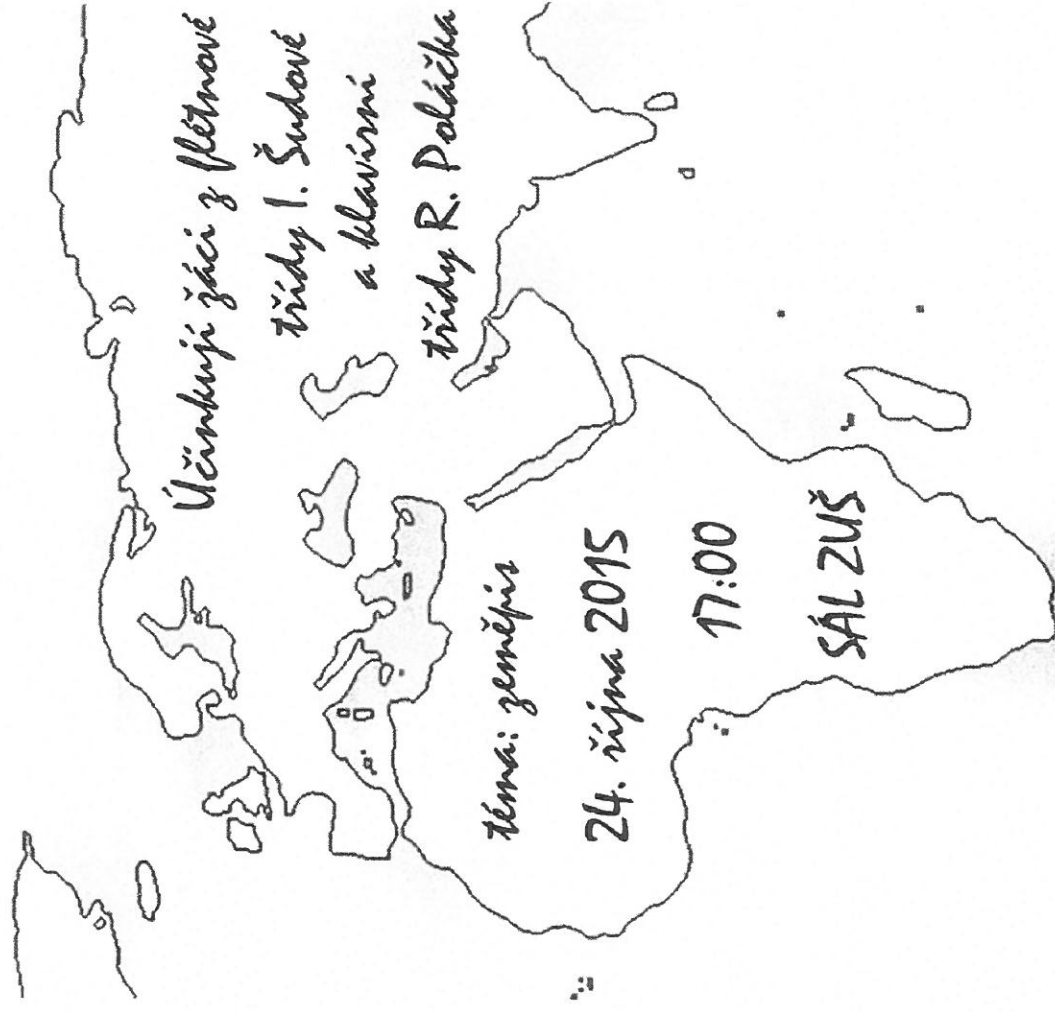 Účinkují žáci z flétnové
třídy I. Šudové
a klavírní
třídy R. Poláčka
téma: zeměpis
24. října 2015
17:00
SÁL ZUŠ